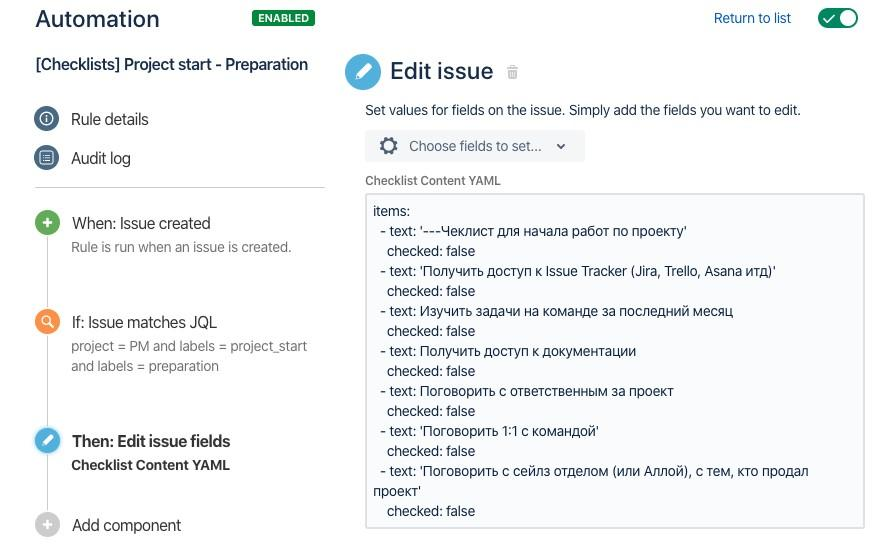 Automation
ENABLED
Return to list
[Checklists] Project start - Preparation
Rule details
Audit log
When: Issue created
Rule is run when an issue is created.
If: Issue matches JQL
project = PM and labels = project_start
and labels = preparation
Then: Edit issue fields
Checklist Content YAML
Add component
Edit issue
Set values for fields on the issue. Simply add the fields you want to edit.
Choose fields to set...
Checklist Content YAML
items:
- text: '---Чеклист для начала работ по проекту'
checked: false
- text: 'Получить доступ к Issue Tracker (Jira, Trello, Asana итд)'
checked: false
- text: Изучить задачи на команде за последний месяц
checked: false
- text: Получить доступ к документации
checked: false
- text: Поговорить с ответственным за проект
checked: false
- text: 'Поговорить 1:1 с командой'
checked: false
- text: 'Поговорить с сейлз отделом (или Аллой), с тем, кто продал
проект'
checked: false